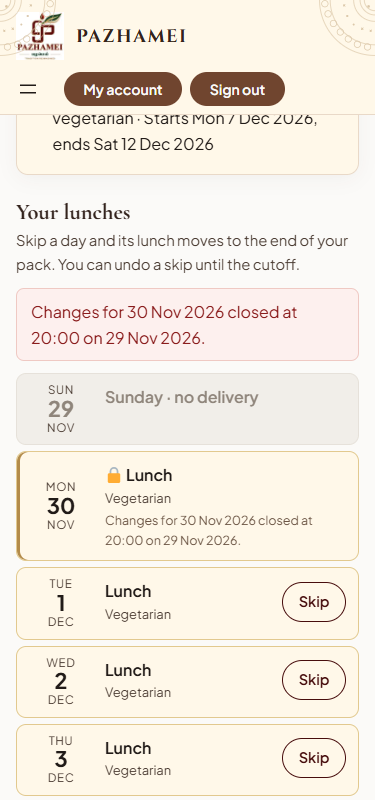 PAZHAMEI
PAZHAMEI
My account
Sign out
vegetarian · Starts Mon 7 Dec 2026,
ends Sat 12 Dec 2026
Your lunches
Skip a day and its lunch moves to the end of your
pack. You can undo a skip until the cutoff.
Changes for 30 Nov 2026 closed at
20:00 on 29 Nov 2026.
SUN
29
NOV
Sunday · no delivery
MON
30
NOV
🔒 Lunch
Vegetarian
Changes for 30 Nov 2026 closed at
20:00 on 29 Nov 2026.
TUE
1
DEC
Lunch
Vegetarian
Skip
WED
2
DEC
Lunch
Vegetarian
Skip
THU
3
DEC
Lunch
Vegetarian
Skip